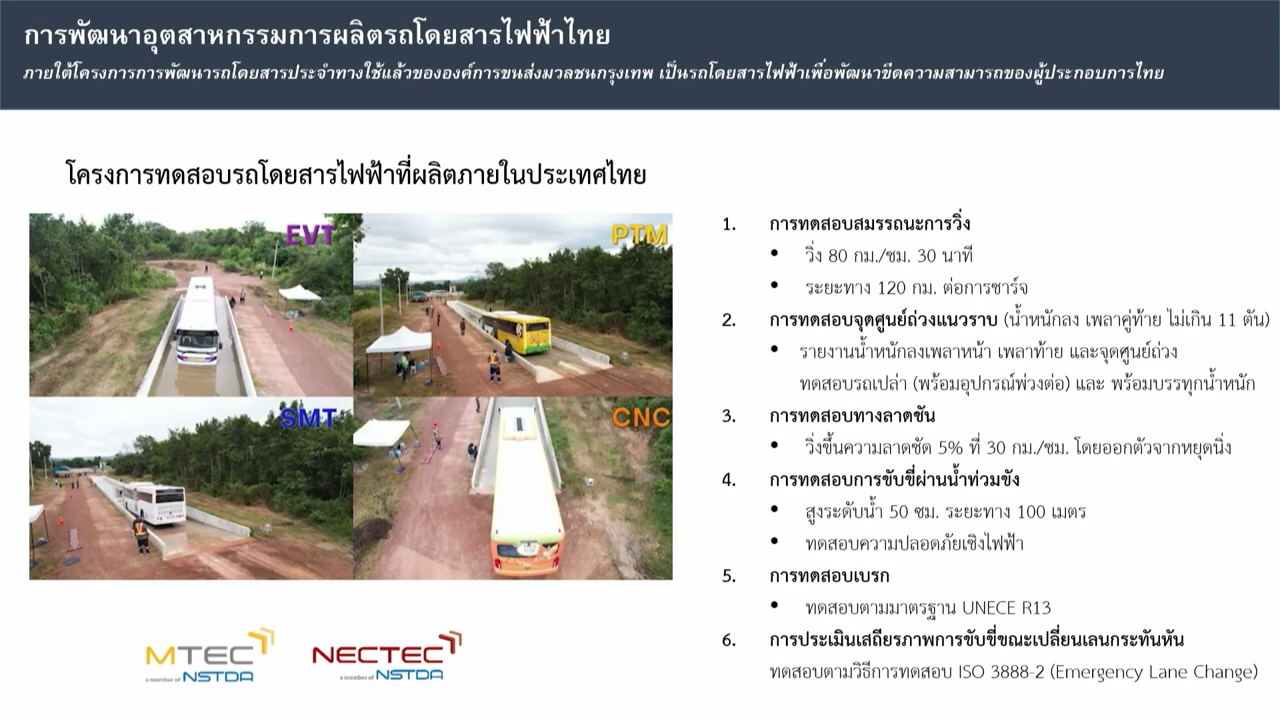 การพัฒนาอุตสาหกรรมการผลิตรถโดยสารไฟฟ้าไทย
ภายใต้โครงการการพัฒนารถโดยสารประจำทางใช้แล้วขององค์การขนส่งมวลชนกรุงเทพ เป็นรถโดยสารไฟฟ้าเพื่อพัฒนาขีดความสามารถของผู้ประกอบการไทย
โครงการทดสอบรถโดยสารไฟฟ้าที่ผลิตภายในประเทศไทย
EVT
PTM
SMT
CNC
MTEC
a member of NSTDA
NECTEC
a member of NSTDA
1. การทดสอบสมรรถนะการวิ่ง
• วิ่ง 80 กม./ชม. 30 นาที
• ระยะทาง 120 กม. ต่อการชาร์จ
2. การทดสอบจุดศูนย์ถ่วงแนวราบ (น้ำหนักลง เพลาคู่ท้าย ไม่เกิน 11 ตัน)
• รายงานน้ำหนักลงเพลาหน้า เพลาท้าย และจุดศูนย์ถ่วง
ทดสอบรถเปล่า (พร้อมอุปกรณ์พ่วงต่อ) และ พร้อมบรรทุกน้ำหนัก
3. การทดสอบทางลาดชัน
• วิ่งขึ้นความลาดชัด 5% ที่ 30 กม./ชม. โดยออกตัวจากหยุดนิ่ง
4. การทดสอบการขับขี่ผ่านน้ำท่วมขัง
• สูงระดับน้ำ 50 ซม. ระยะทาง 100 เมตร
• ทดสอบความปลอดภัยเชิงไฟฟ้า
5. การทดสอบเบรก
• ทดสอบตามมาตรฐาน UNECE R13
6. การประเมินเสถียรภาพการขับขี่ขณะเปลี่ยนเลนกระทันหัน
ทดสอบตามวิธีการทดสอบ ISO 3888-2 (Emergency Lane Change)